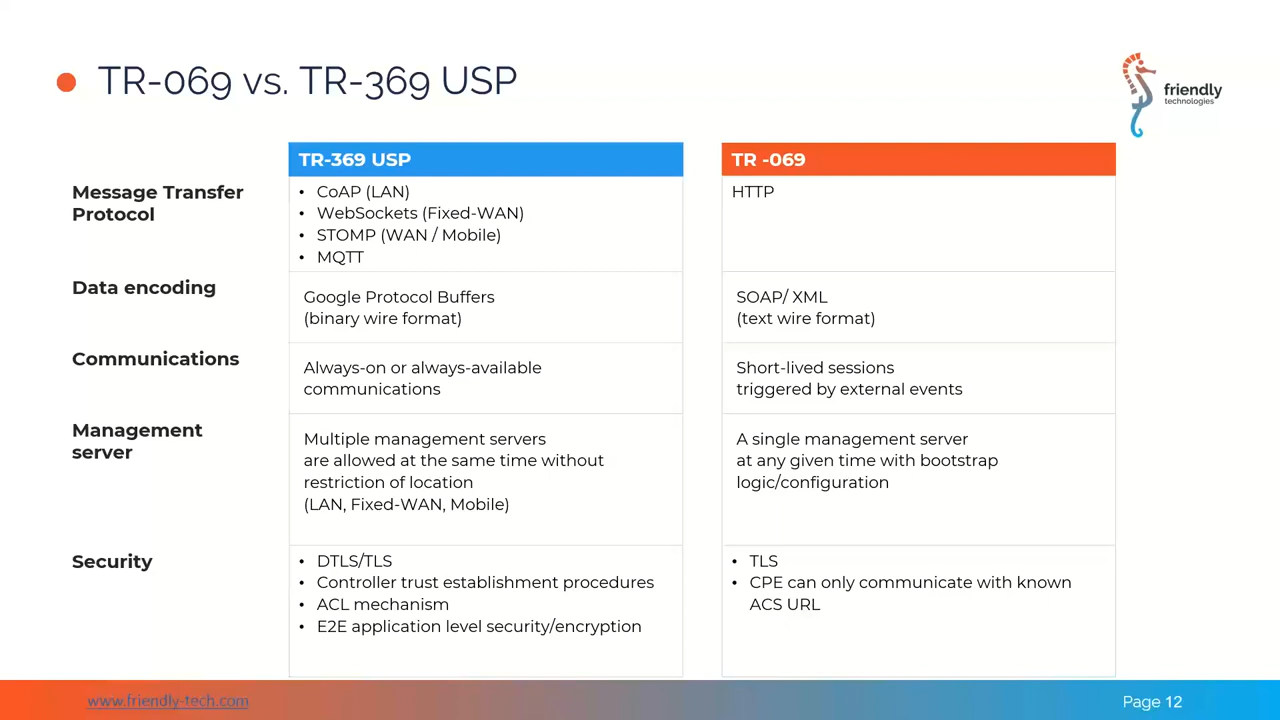 TR-069 vs. TR-369 USP
friendly
technologies
TR-369 USP
TR -069
Message Transfer
Protocol
• CoAP (LAN)
• WebSockets (Fixed-WAN)
• STOMP (WAN / Mobile)
• MQTT
HTTP
Data encoding
Google Protocol Buffers
(binary wire format)
SOAP/ XML
(text wire format)
Communications
Always-on or always-available
communications
Short-lived sessions
triggered by external events
Management
server
Multiple management servers
are allowed at the same time without
restriction of location
(LAN, Fixed-WAN, Mobile)
A single management server
at any given time with bootstrap
logic/configuration
Security
• DTLS/TLS
• Controller trust establishment procedures
• ACL mechanism
• E2E application level security/encryption
• TLS
• CPE can only communicate with known
ACS URL
www.friendly-tech.com
Page 12